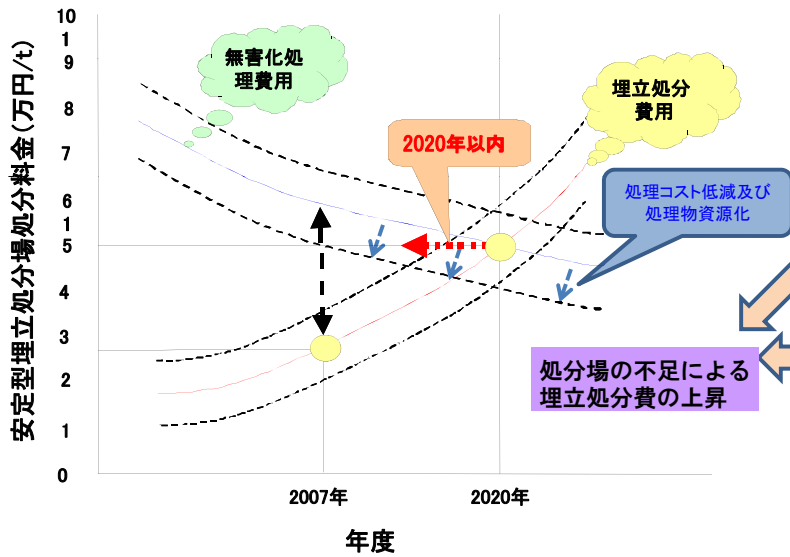 安定型埋立処分場処分料金(万円/t)
10
1
9
8
7
6
1
5
4
3
2
1
0
無害化処
理費用
2020年以内
埋立処分
費用
処理コスト低減及び
処理物資源化
処分場の不足による
埋立処分費の上昇
2007年
2020年
年度